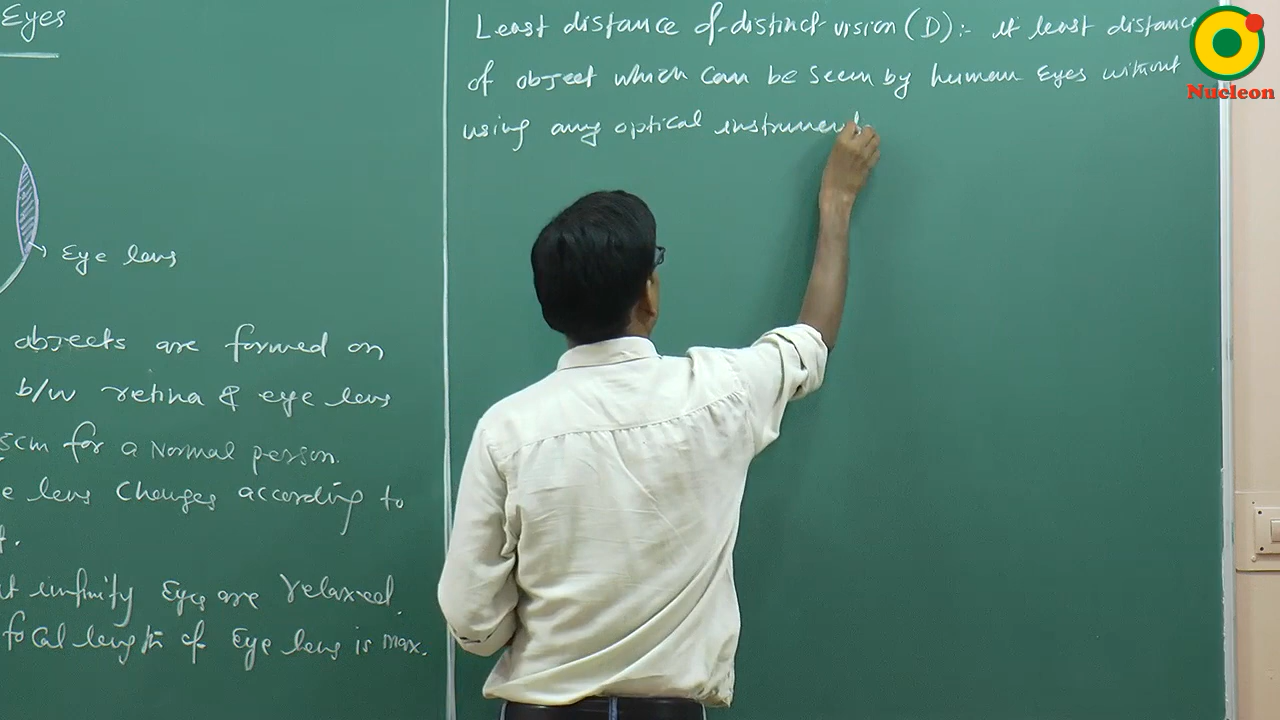 Eyes
Eye lens
objects are formed on
b/w retina & eye lens
5cm for a Normal person.
e lens changes according to
t.
at infinity Eyes are relaxed.
focal length of Eye lens is max.
Least distance of distinct vision (D):- it least distance
of object which can be seen by human Eyes without
using any optical instrument
Nucleon